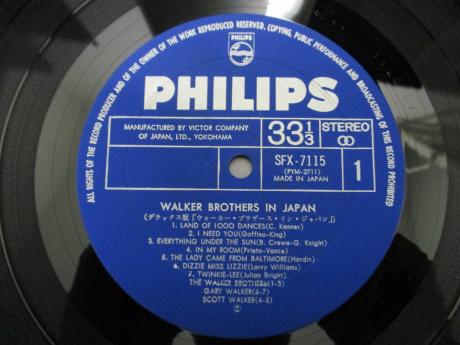 ALL RIGHTS OF THE RECORD PRODUCER AND OF THE OWNER OF THE WORK REPRODUCED RESERVED. COPYING, PUBLIC PERFORMANCE AND BROADCASTING OF THIS RECORD PROHIBITED
PHILIPS
PHILIPS
MANUFACTURED BY VICTOR COMPANY
OF JAPAN, LTD., YOKOHAMA
33 1/3
STEREO
SFX-7115
(PYM-2711)
MADE IN JAPAN
1
WALKER BROTHERS IN JAPAN
(デラックス版『ウォーカー・ブラザース・イン・ジャパン』)
1. LAND OF 1000 DANCES(C. Kenner)
2. I NEED YOU(Goffino-King)
3. EVERYTHING UNDER THE SUN(B. Crewe-G. Knight)
4. IN MY ROOM(Prieto-Vance)
5. THE LADY CAME FROM BALTIMORE(Hardin)
6. DIZZIE MISS LIZZIE(Larry Williams)
7. TWINKIE-LEE(Julian Bright)
THE WALKER BROTHERS(1-3)
GARY WALKER(6-7)
SCOTT WALKER(4-5)